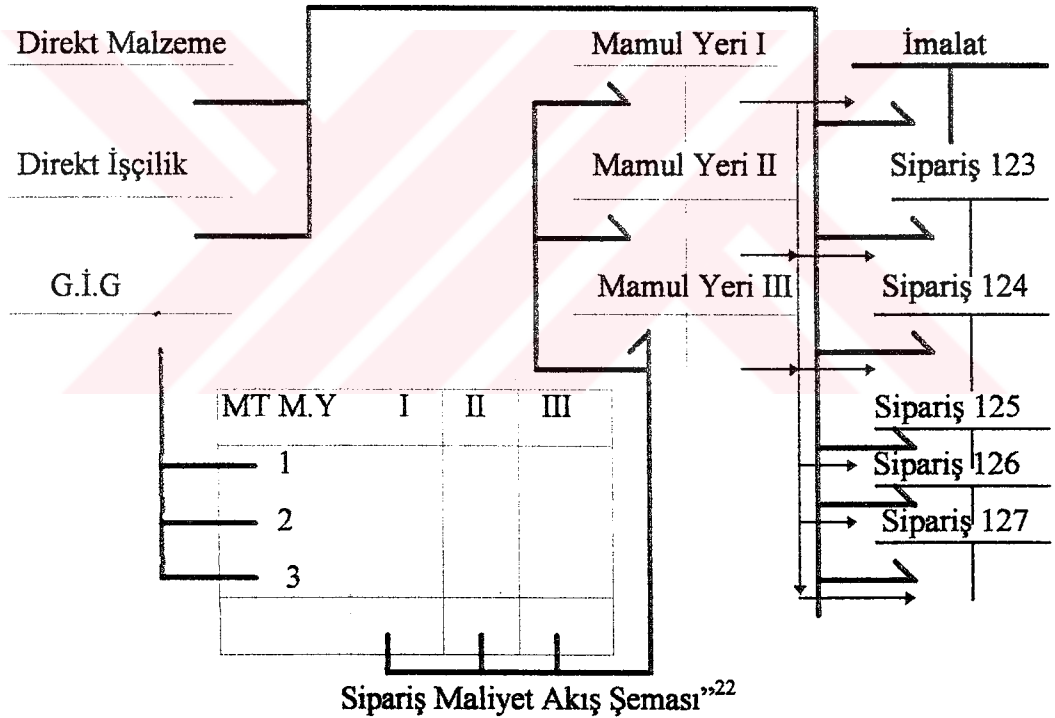 Direkt Malzeme
Mamul Yeri I
İmalat
Direkt İşçilik
Mamul Yeri II
Sipariş 123
G.İ.G
Mamul Yeri III
Sipariş 124
MT M.Y I II III
Sipariş 125
1
Sipariş 126
2
Sipariş 127
3
Sipariş Maliyet Akış Şeması”22